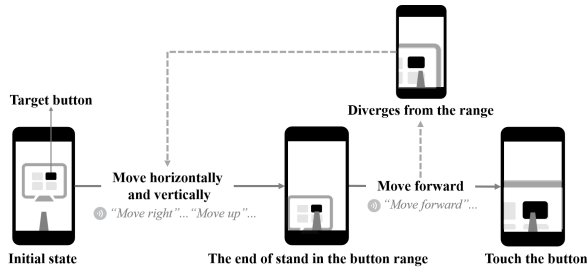 Target button
Diverges from the range
Move horizontally
and vertically
“Move right”... “Move up”...
Move forward
“Move forward”...
Initial state
The end of stand in the button range
Touch the button